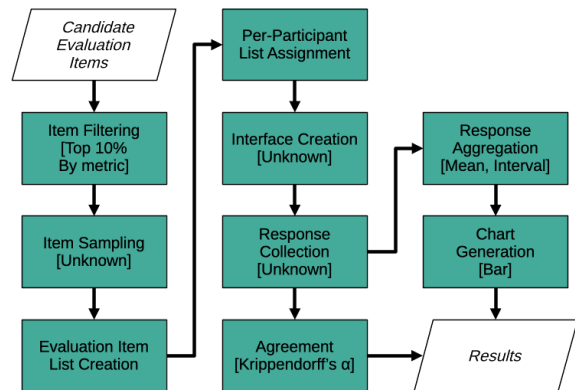 Candidate
Evaluation
Items
Item Filtering
[Top 10%
By metric]
Item Sampling
[Unknown]
Evaluation Item
List Creation
Per-Participant
List Assignment
Interface Creation
[Unknown]
Response
Collection
[Unknown]
Agreement
[Krippendorff's α]
Response
Aggregation
[Mean, Interval]
Chart
Generation
[Bar]
Results